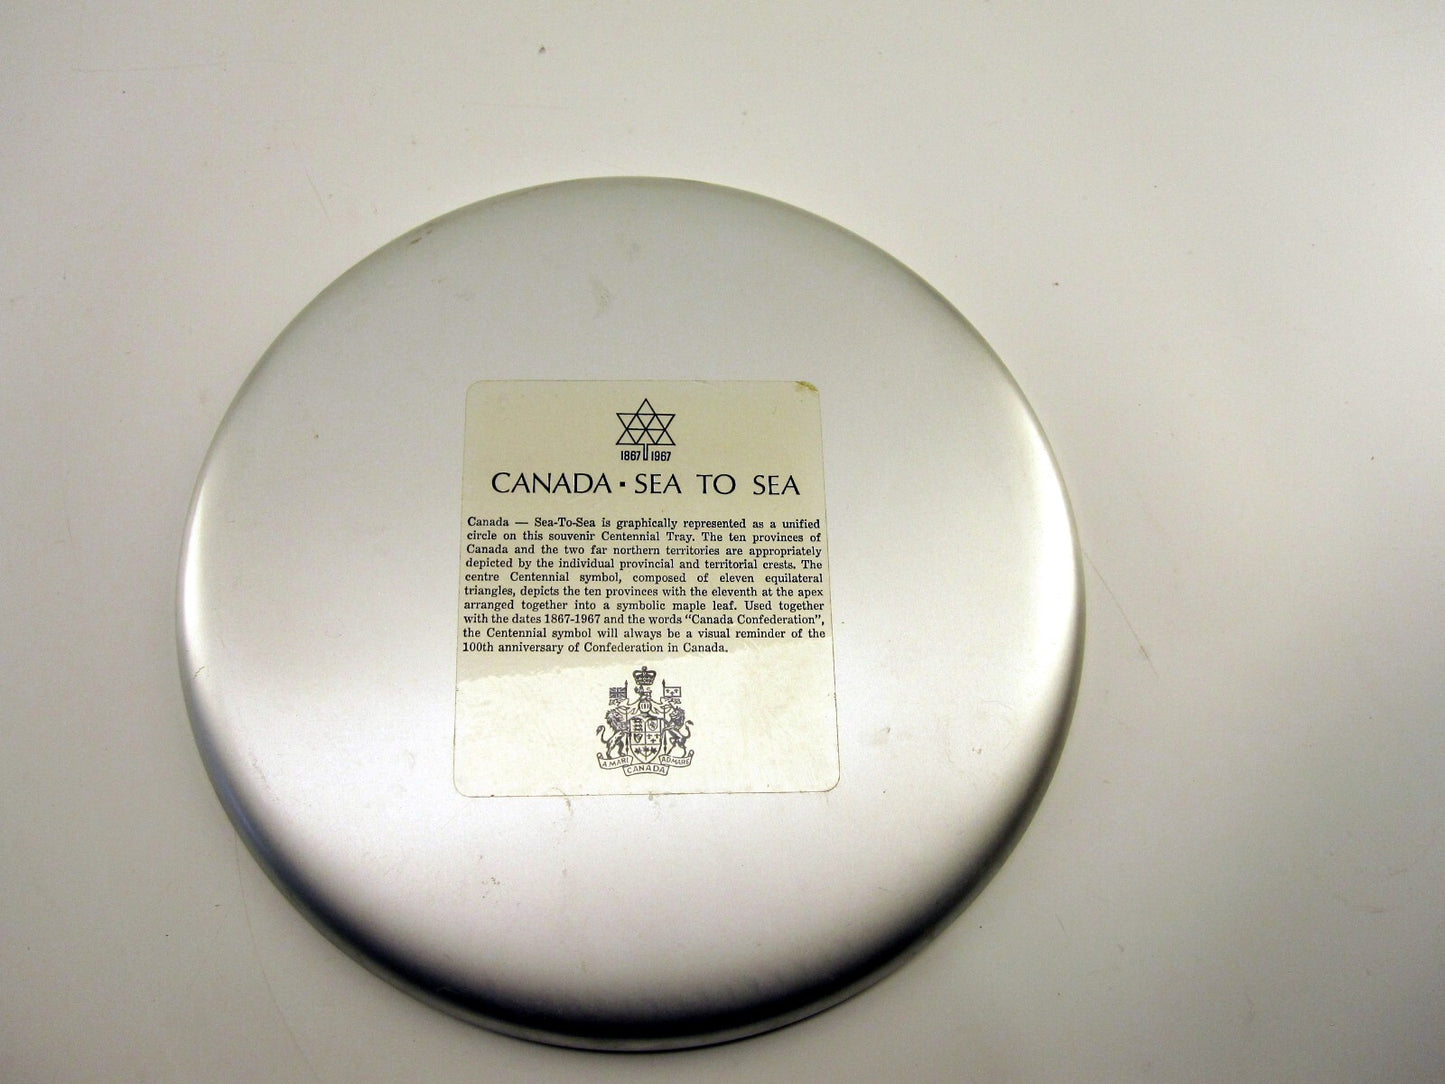 1867 1967
CANADA · SEA TO SEA
Canada — Sea-To-Sea is graphically represented as a unified
circle on this souvenir Centennial Tray. The ten provinces of
Canada and the two far northern territories are appropriately
depicted by the individual provincial and territorial crests. The
centre Centennial symbol, composed of eleven equilateral
triangles, depicts the ten provinces with the eleventh at the apex
arranged together into a symbolic maple leaf. Used together
with the dates 1867-1967 and the words “Canada Confederation”,
the Centennial symbol will always be a visual reminder of the
100th anniversary of Confederation in Canada.
A MARI AD MARE
CANADA